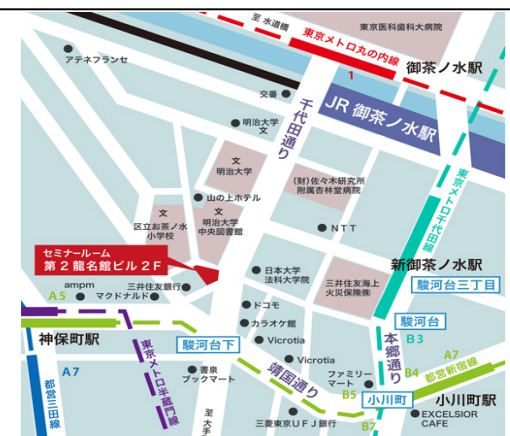 至 水道橋
東京医科歯科大病院
東京メトロ丸の内線
御茶ノ水駅
アテネフランセ
1
交番
JR 御茶ノ水駅
千代田通り
明治大学
文
文
明治大学
(財)佐々木研究所
附属杏林堂病院
東京メトロ千代田線
山の上ホテル
文
区立お茶ノ水
小学校
文
明治大学
中央図書館
NTT
セミナールーム
第2龍名館ビル2F
新御茶ノ水駅
駿河台三丁目
日本大学
法科大学院
三井住友海上
火災保険㈱
ampm
三井住友銀行
A5
マクドナルド
ドコモ
駿河台
カラオケ館
本郷通り
B3
神保町駅
駿河台下
Vicrotia
A7
都営新宿線
Vicrotia
靖国通り
ファミリー
マート
B4
A7
東京メトロ半蔵門線
書泉
ブックマート
B5
小川町
小川町駅
都営三田線
至 大手
三菱東京UFJ銀行
B7
EXCELSIOR
CAFE